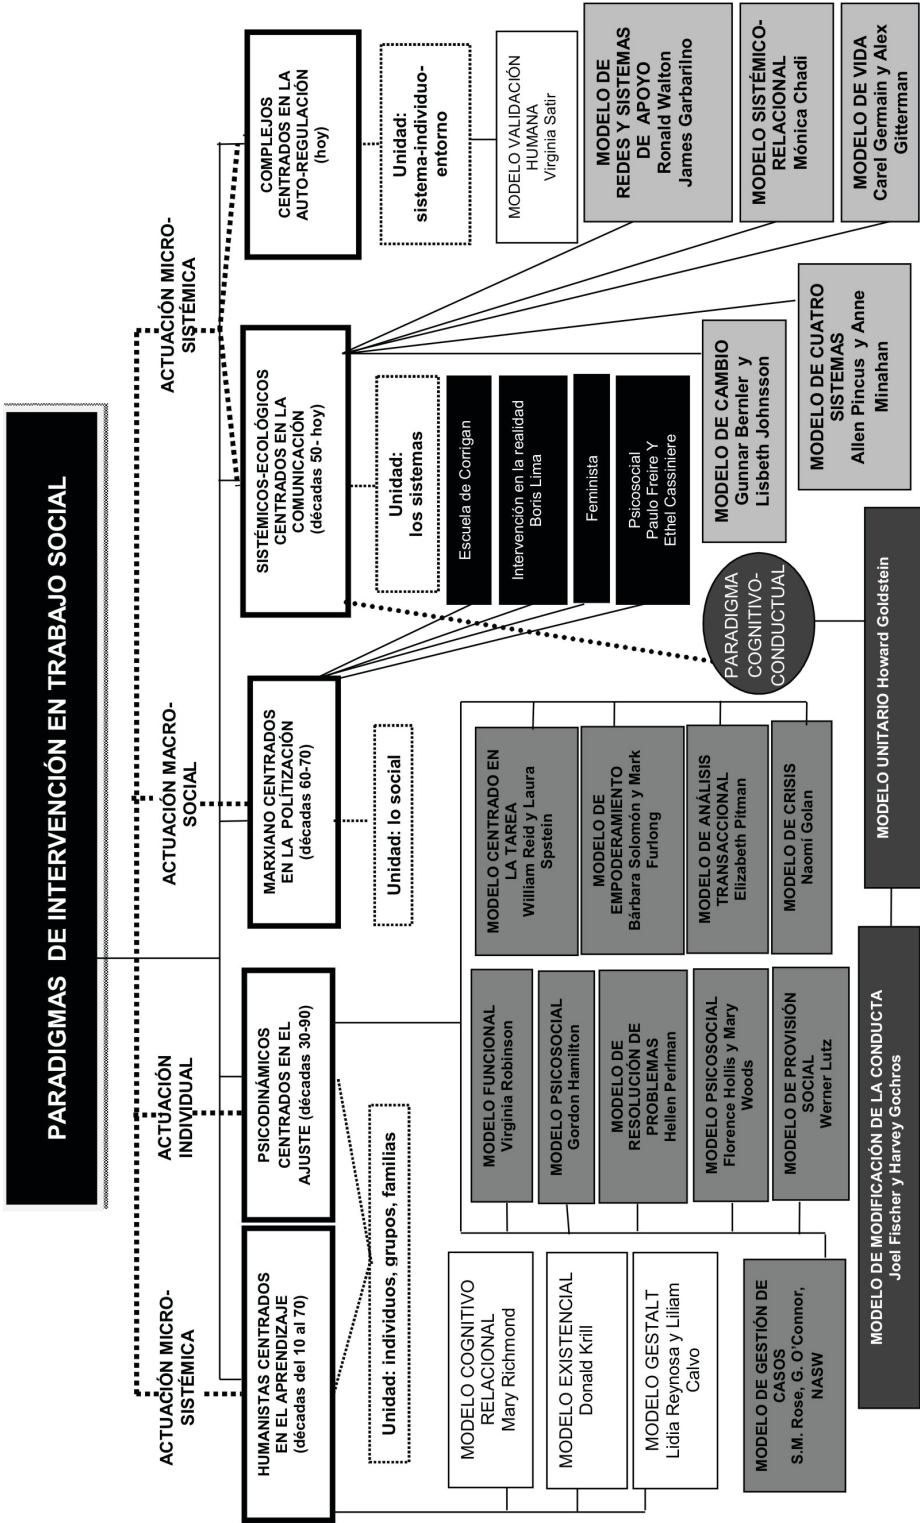 PARADIGMAS DE INTERVENCIÓN EN TRABAJO SOCIAL
ACTUACIÓN MICRO-
SISTÉMICA
ACTUACIÓN
INDIVIDUAL
ACTUACIÓN MACRO-
SOCIAL
ACTUACIÓN MICRO-
SISTÉMICA
HUMANISTAS CENTRADOS
EN EL APRENDIZAJE
(décadas del 10 al 70)
PSICODINÁMICOS
CENTRADOS EN EL
AJUSTE (décadas 30-90)
MARXIANO CENTRADOS
EN LA POLÍTIZACIÓN
(décadas 60-70)
SISTÉMICOS-ECOLÓGICOS
CENTRADOS EN LA
COMUNICACIÓN
(décadas 50- hoy)
COMPLEJOS
CENTRADOS EN LA
AUTO-REGULACIÓN
(hoy)
Unidad: individuos, grupos, familias
Unidad: lo social
Unidad:
los sistemas
Unidad:
sistema-individuo-
entorno
MODELO COGNITIVO
RELACIONAL
Mary Richmond
MODELO EXISTENCIAL
Donald Krill
MODELO GESTALT
Lidia Reynosa y Liliam
Calvo
MODELO DE GESTIÓN DE
CASOS
S.M. Rose, G. O'Connor,
NASW
MODELO FUNCIONAL
Virginia Robinson
MODELO PSICOSOCIAL
Gordon Hamilton
MODELO DE
RESOLUCIÓN DE
PROBLEMAS
Hellen Perlman
MODELO PSICOSOCIAL
Florence Hollis y Mary
Woods
MODELO DE PROVISIÓN
SOCIAL
Werner Lutz
MODELO CENTRADO EN
LA TAREA
William Reid y Laura
Spstein
MODELO DE
EMPODERAMIENTO
Bárbara Solomón y Mark
Furlong
MODELO DE ANÁLISIS
TRANSACCIONAL
Elizabeth Pitman
MODELO DE CRISIS
Naomí Golan
Escuela de Corrigan
Intervención en la realidad
Boris Lima
Feminista
Psicosocial
Paulo Freire Y
Ethel Cassiniere
PARADIGMA
COGNITIVO-
CONDUCTUAL
MODELO DE CAMBIO
Gunnar Bernler y
Lisbeth Johnsson
MODELO DE CUATRO
SISTEMAS
Allen Pincus y Anne
Minahan
MODELO VALIDACIÓN
HUMANA
Virginia Satir
MODELO DE
REDES Y SISTEMAS
DE APOYO
Ronald Walton
James Garbarilno
MODELO SISTÉMICO-
RELACIONAL
Mónica Chadi
MODELO DE VIDA
Carel Germain y Alex
Gitterman
MODELO DE MODIFICACIÓN DE LA CONDUCTA
Joel Fischer y Harvey Gochros
MODELO UNITARIO Howard Goldstein